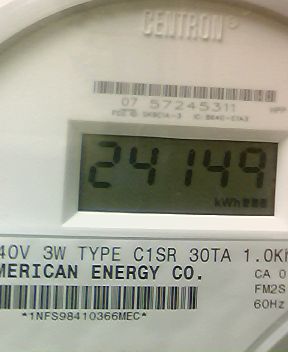 CENTRON®
07 57245311
24149
kWh
40V 3W TYPE C1SR 30TA 1.0Kh
MERICAN ENERGY CO.
CA 0
FM2S
60Hz
*1NFS98410366MEC*